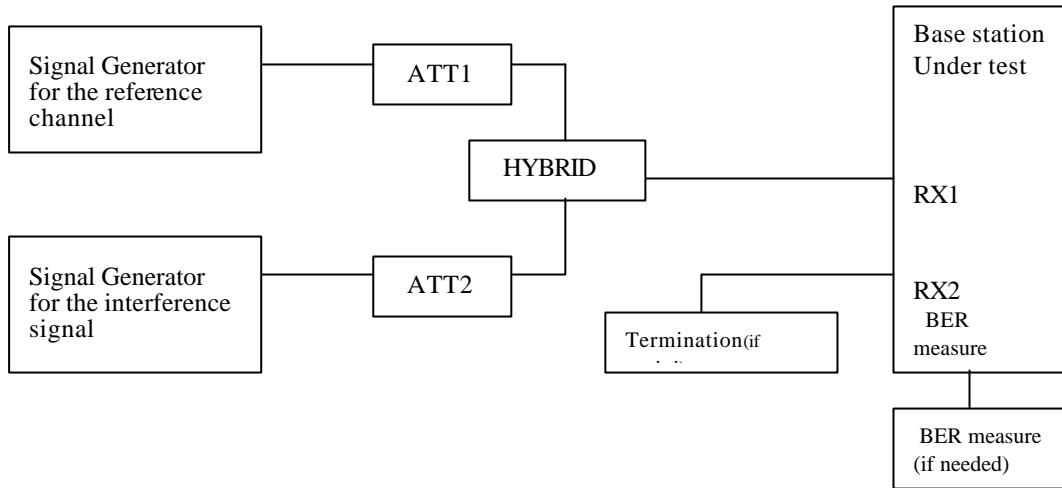 Signal Generator
for the reference
channel
ATT1
HYBRID
Signal Generator
for the interference
signal
ATT2
Base station
Under test
RX1
RX2
BER
measure
Termination(if
BER measure
(if needed)